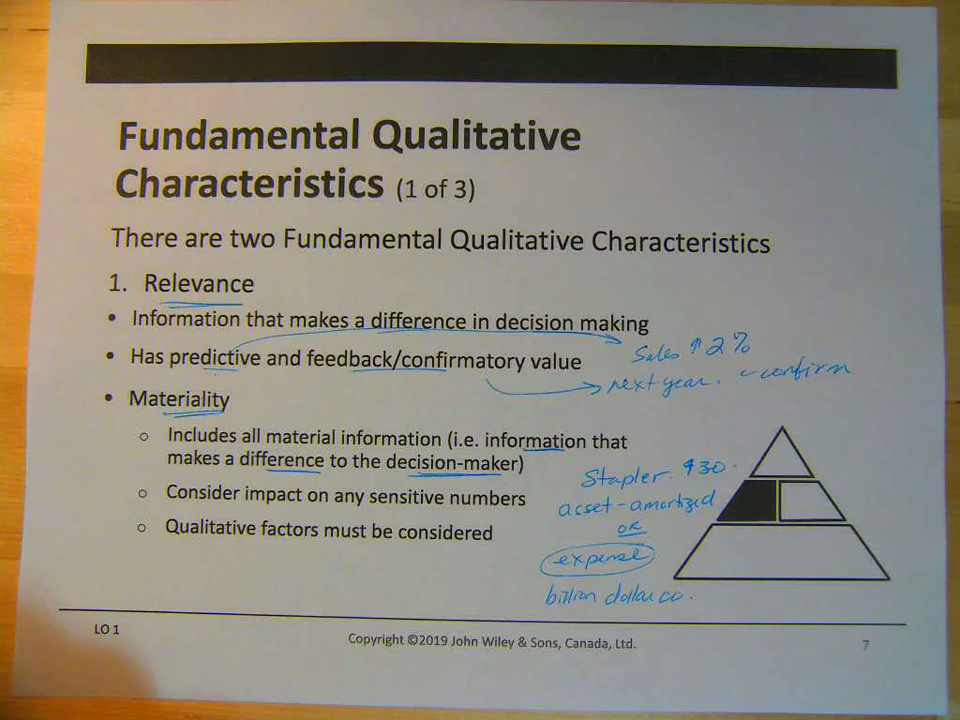 Fundamental Qualitative
Characteristics (1 of 3)
There are two Fundamental Qualitative Characteristics
1. Relevance
• Information that makes a difference in decision making
• Has predictive and feedback/confirmatory value
Sales ↑ 2%
next year. - confirm
• Materiality
○ Includes all material information (i.e. information that
makes a difference to the decision-maker)
○ Consider impact on any sensitive numbers
○ Qualitative factors must be considered
Stapler. $30.
asset - amortized
OR
expense
billion dollar co.
LO 1
Copyright ©2019 John Wiley & Sons, Canada, Ltd.
7